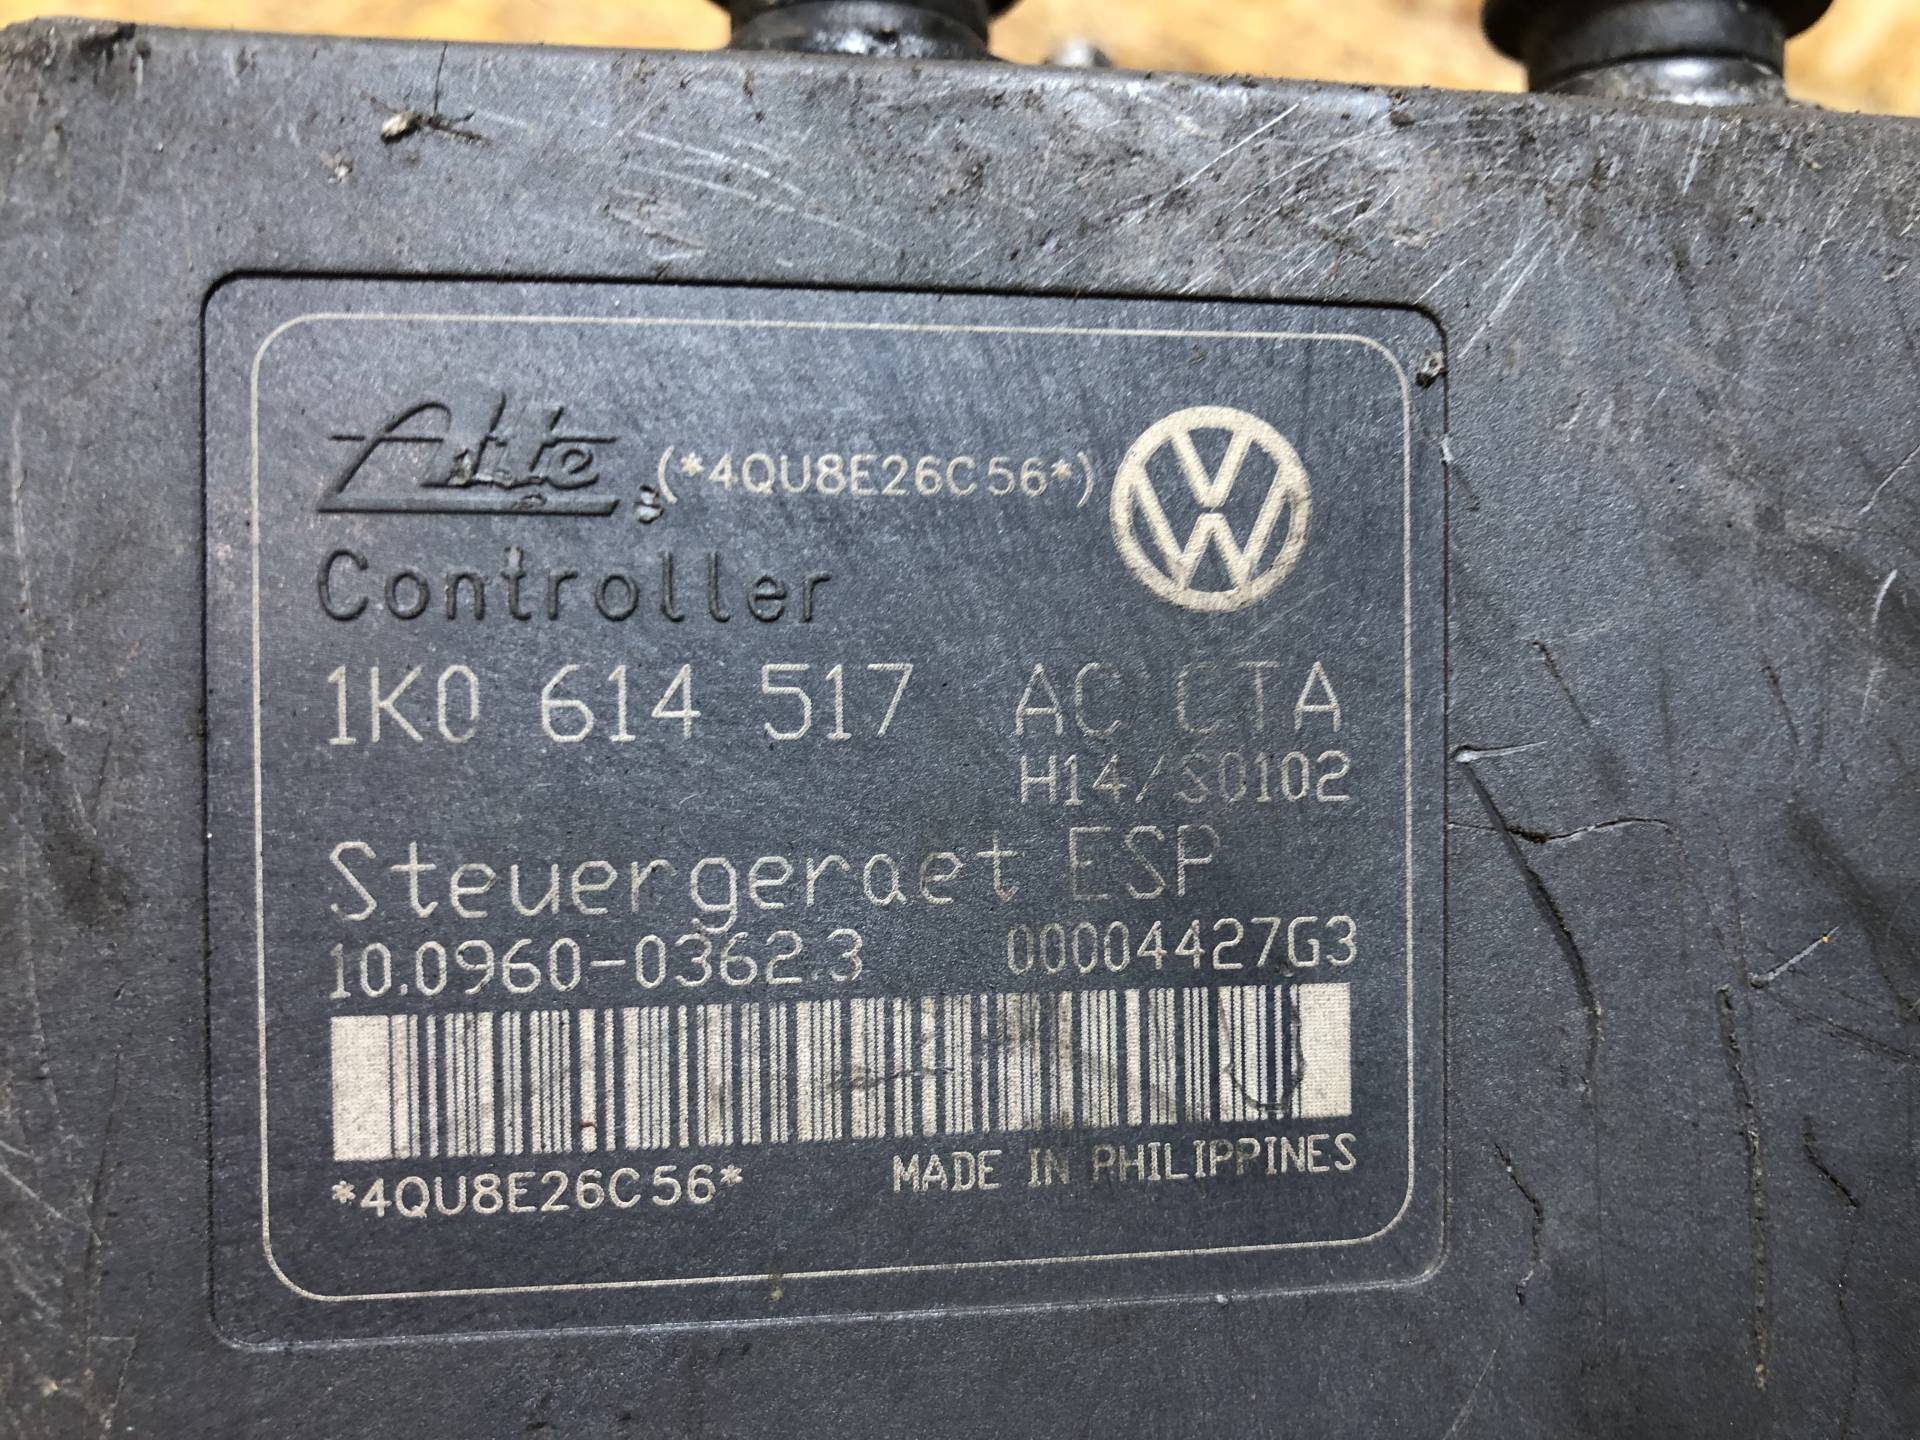 Ate (*4QU8E26C56*)
Controller
1K0 614 517 AC CTA
H14/S0102
Steuergeraet ESP
10.0960-0362.3 00004427G3
*4QU8E26C56* MADE IN PHILIPPINES